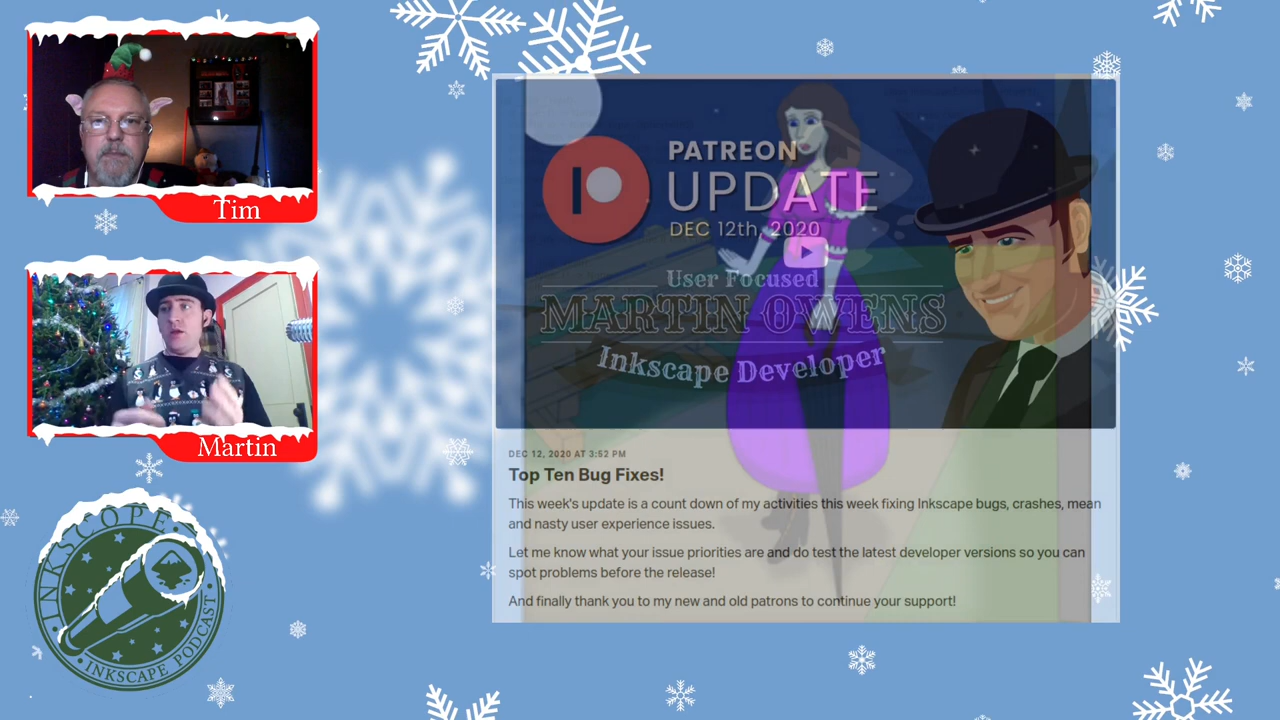 Tim
Martin
INKSCOPE
INKSCAPE PODCAST
PATREON
UPDATE
DEC 12th, 2020
User Focused
MARTIN OWENS
Inkscape Developer
DEC 12, 2020 AT 3:52 PM
Top Ten Bug Fixes!
This week's update is a count down of my activities this week fixing Inkscape bugs, crashes, mean
and nasty user experience issues.
Let me know what your issue priorities are and do test the latest developer versions so you can
spot problems before the release!
And finally thank you to my new and old patrons to continue your support!